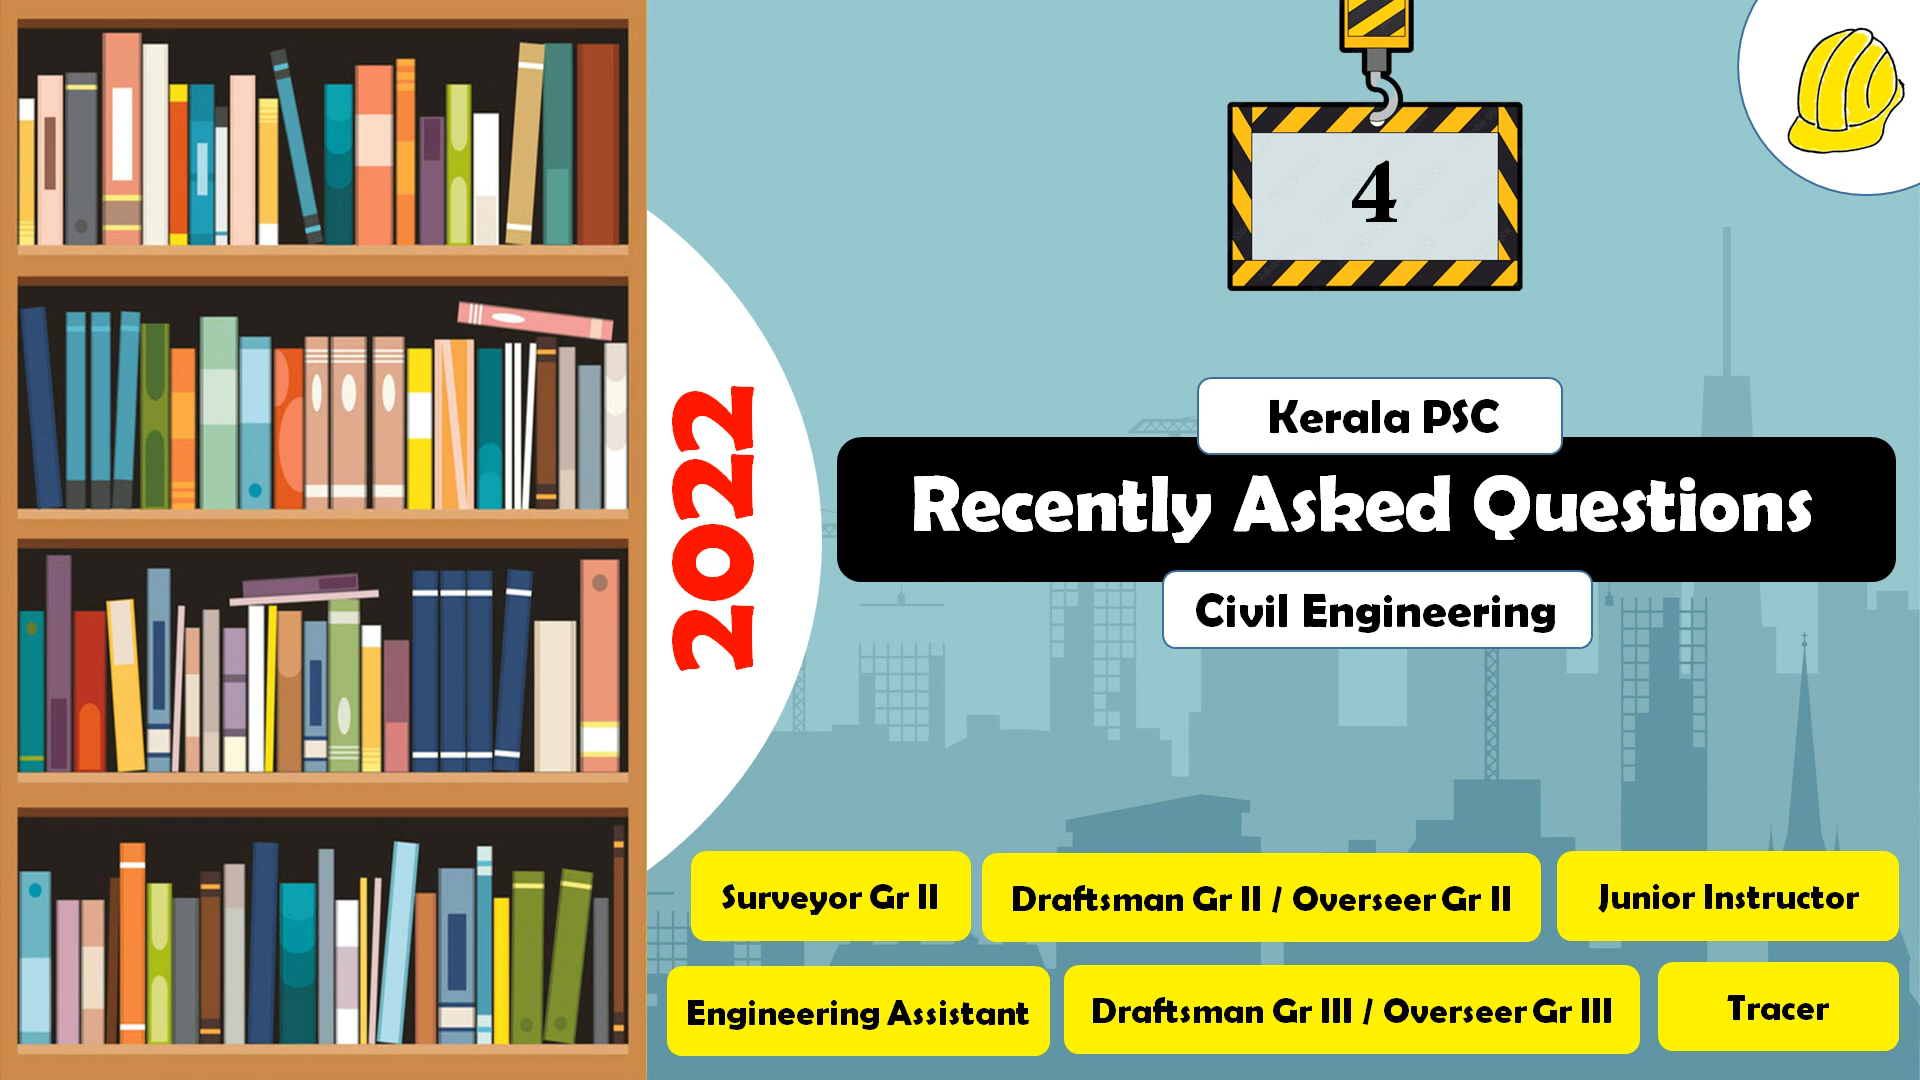 4
2022
Kerala PSC
Recently Asked Questions
Civil Engineering
Surveyor Gr II
Draftsman Gr II / Overseer Gr II
Junior Instructor
Engineering Assistant
Draftsman Gr III / Overseer Gr III
Tracer